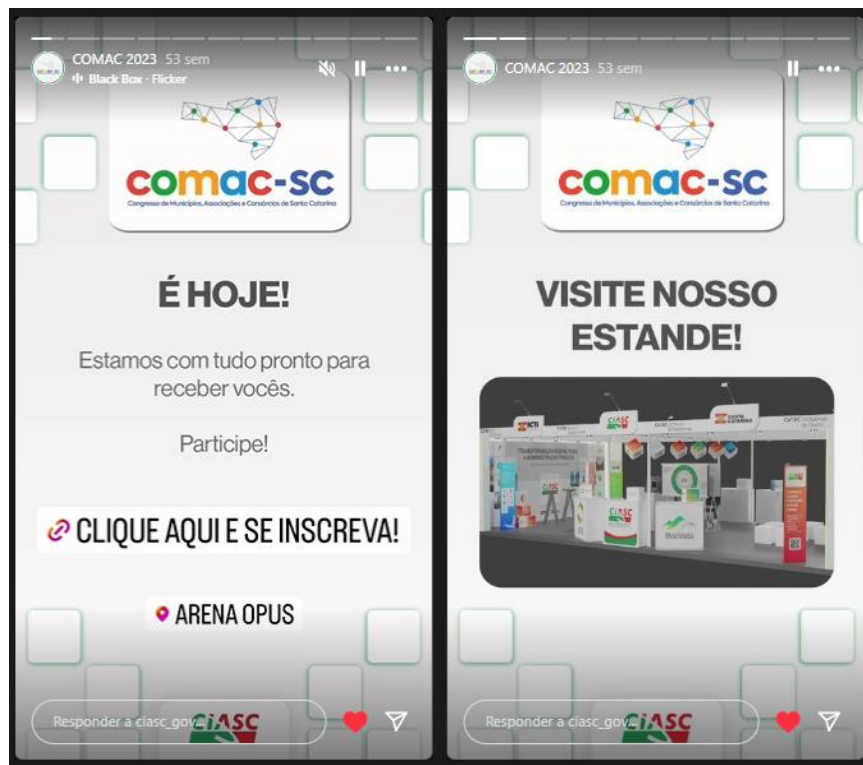 COMAC 2023 53 sem
Black Box · Flicker
comac-sc
Congresso de Municípios, Associações e Consórcios de Santa Catarina
É HOJE!
Estamos com tudo pronto para
receber vocês.
Participe!
CLIQUE AQUI E SE INSCREVA!
ARENA OPUS
Responder a ciasc_gov...
CiASC
COMAC 2023 53 sem
comac-sc
Congresso de Municípios, Associações e Consórcios de Santa Catarina
VISITE NOSSO
ESTANDE!
CIASC
SANTA
CATARINA
CIASC
CIASC
BoaVista
Responder a ciasc_gov...
CiASC